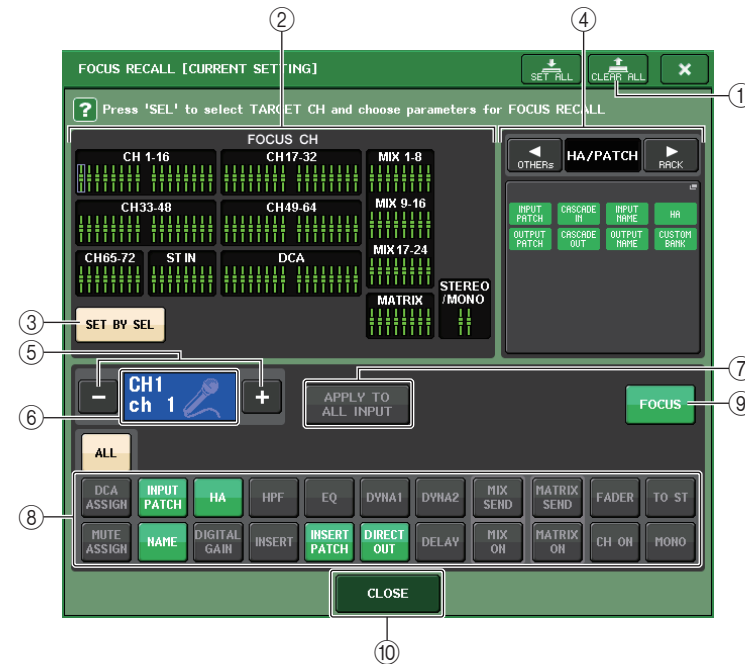 ② ④
FOCUS RECALL [CURRENT SETTING]
SET ALL
CLEAR ALL
①
? Press 'SEL' to select TARGET CH and choose parameters for FOCUS RECALL
FOCUS CH
CH 1-16 CH17-32 MIX 1-8
CH33-48 CH49-64 MIX 9-16
MIX17-24
CH65-72 ST IN DCA
STEREO /MONO
MATRIX
OTHERs HA/PATCH RACK
INPUT PATCH CASCADE IN INPUT NAME HA
OUTPUT PATCH CASCADE OUT OUTPUT NAME CUSTOM BANK
③ SET BY SEL
⑤
⑥ − CH1 +
ch 1
APPLY TO ALL INPUT ⑦
FOCUS ⑨
ALL
⑧
DCA ASSIGN INPUT PATCH HA HPF EQ DYNA1 DYNA2 MIX SEND MATRIX SEND FADER TO ST
MUTE ASSIGN NAME DIGITAL GAIN INSERT INSERT PATCH DIRECT OUT DELAY MIX ON MATRIX ON CH ON MONO
CLOSE
⑩